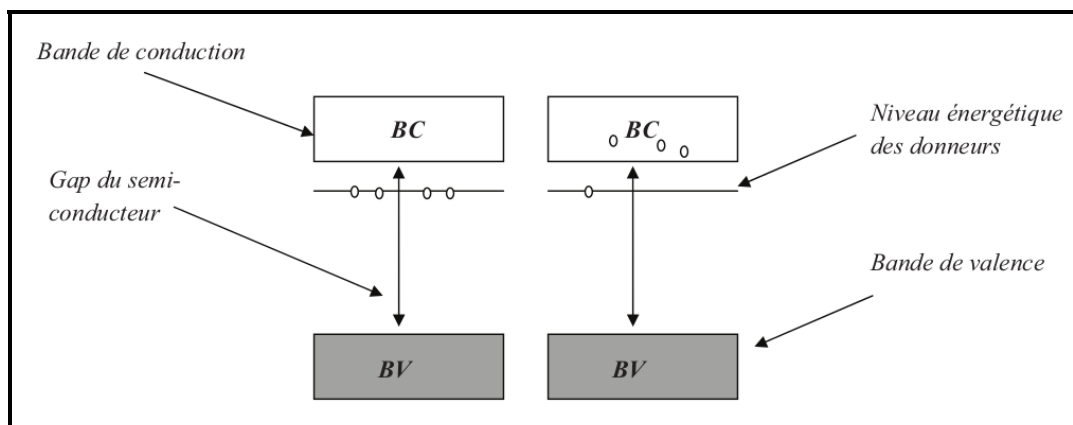 Bande de conduction
BC
BC
Niveau énergétique
des donneurs
Gap du semi-
conducteur
Bande de valence
BV
BV